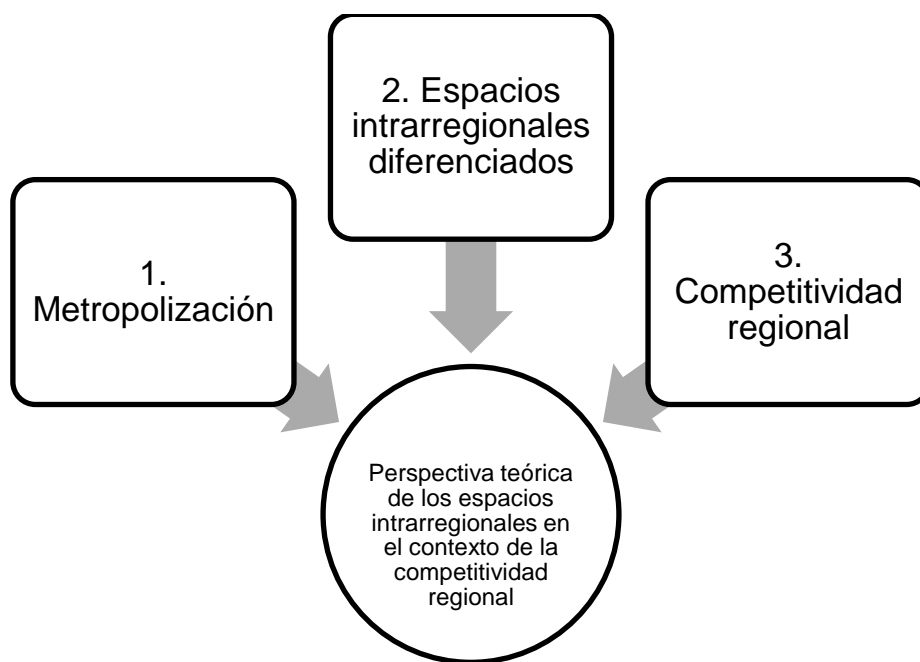 1.
Metropolización
2. Espacios
intrarregionales
diferenciados
3.
Competitividad
regional
Perspectiva teórica
de los espacios
intrarregionales en
el contexto de la
competitividad
regional